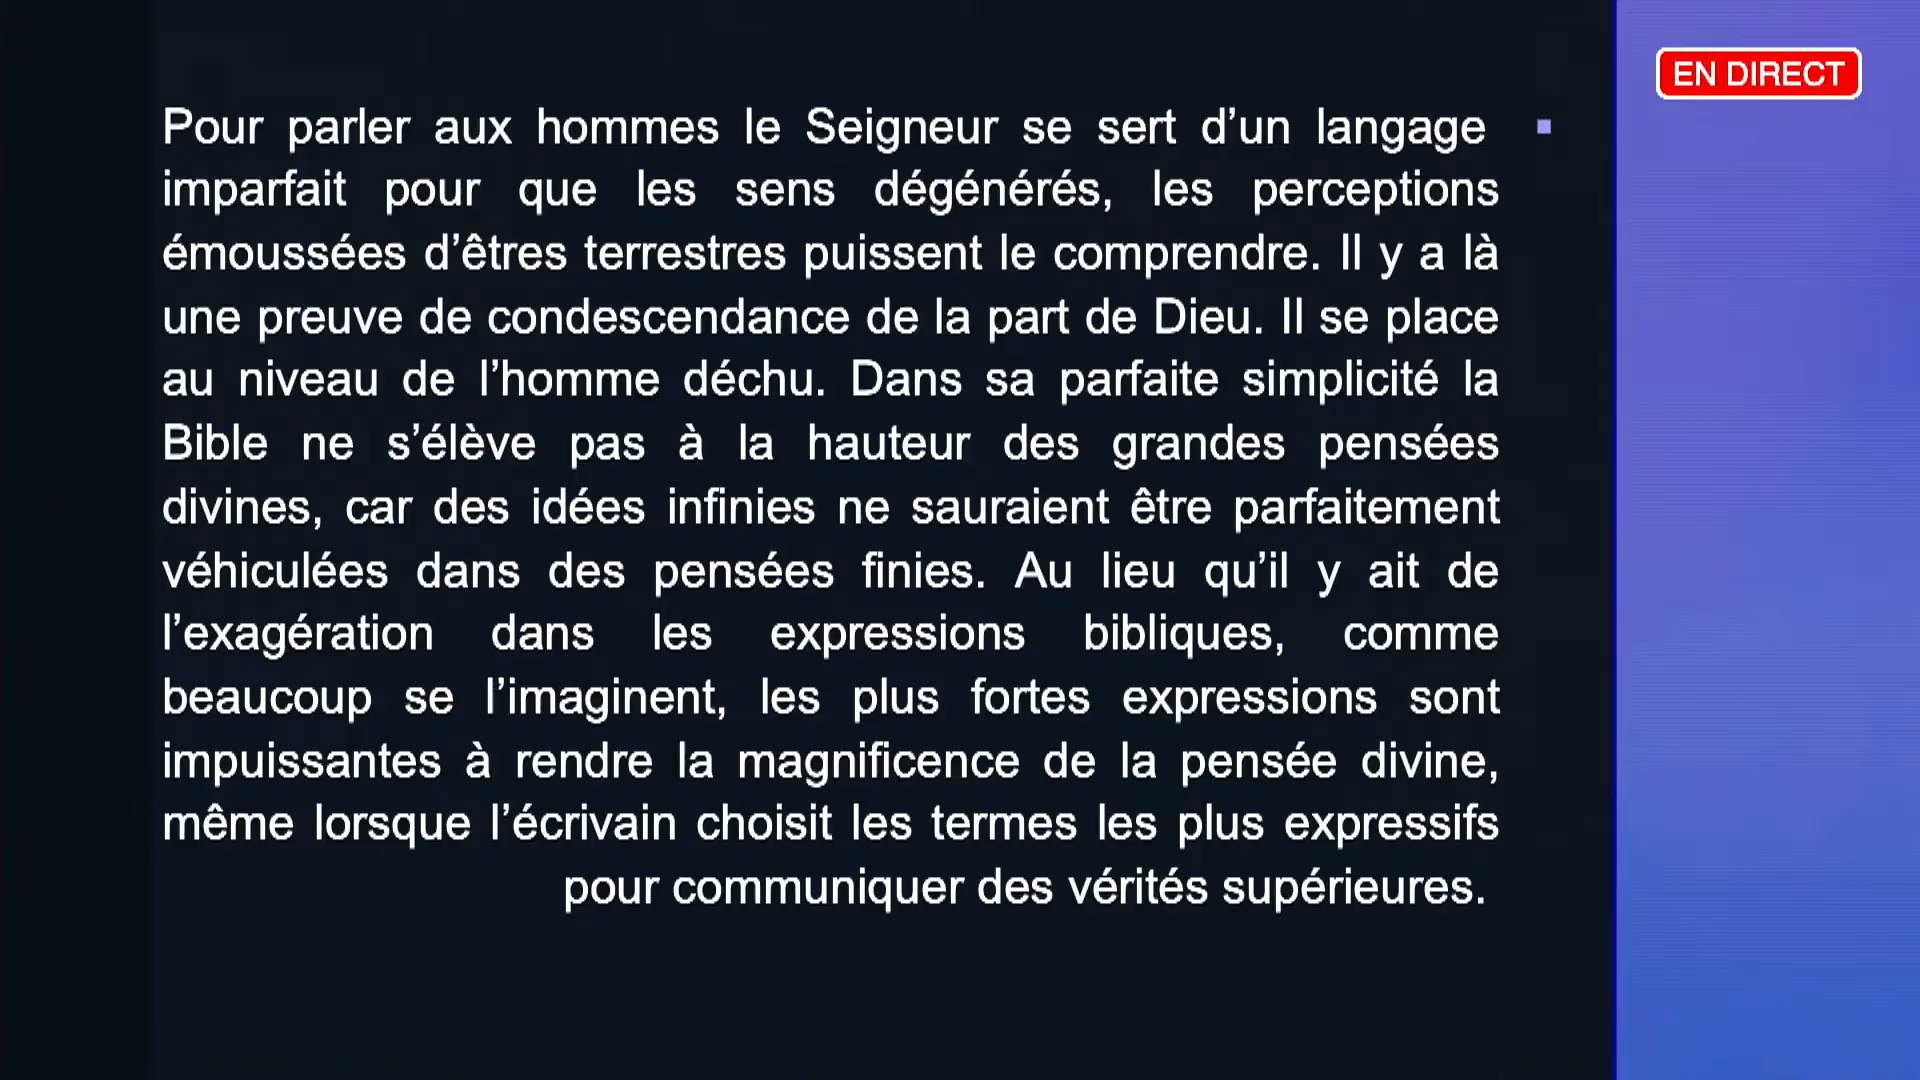 EN DIRECT
Pour parler aux hommes le Seigneur se sert d’un langage
imparfait pour que les sens dégénérés, les perceptions
émoussées d’êtres terrestres puissent le comprendre. Il y a là
une preuve de condescendance de la part de Dieu. Il se place
au niveau de l’homme déchu. Dans sa parfaite simplicité la
Bible ne s’élève pas à la hauteur des grandes pensées
divines, car des idées infinies ne sauraient être parfaitement
véhiculées dans des pensées finies. Au lieu qu’il y ait de
l’exagération dans les expressions bibliques, comme
beaucoup se l’imaginent, les plus fortes expressions sont
impuissantes à rendre la magnificence de la pensée divine,
même lorsque l’écrivain choisit les termes les plus expressifs
pour communiquer des vérités supérieures.